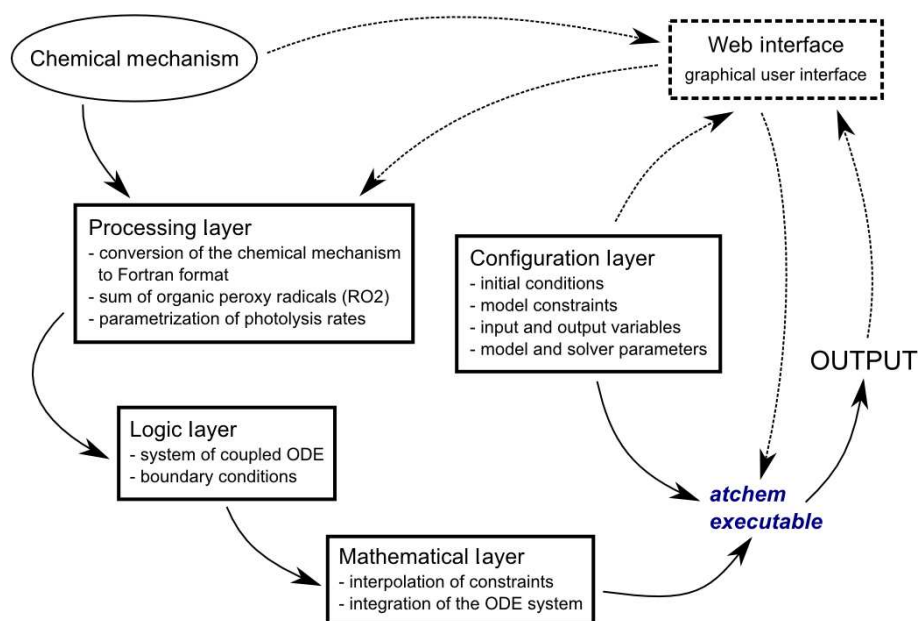 Chemical mechanism
Web interface
graphical user interface
Processing layer
- conversion of the chemical mechanism
to Fortran format
- sum of organic peroxy radicals (RO2)
- parametrization of photolysis rates
Configuration layer
- initial conditions
- model constraints
- input and output variables
- model and solver parameters
OUTPUT
Logic layer
- system of coupled ODE
- boundary conditions
atchem
executable
Mathematical layer
- interpolation of constraints
- integration of the ODE system